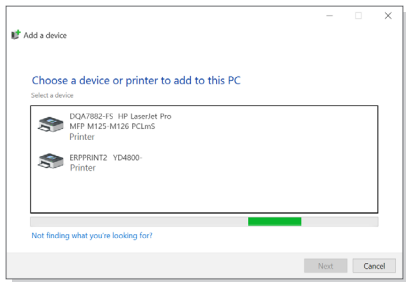 Add a device
Choose a device or printer to add to this PC
Select a device
DQA7882-F5 HP LaserJet Pro
MFP M125-M126 PCLmS
Printer
ERPPRINT2 YD4800-
Printer
Not finding what you're looking for?
Next
Cancel